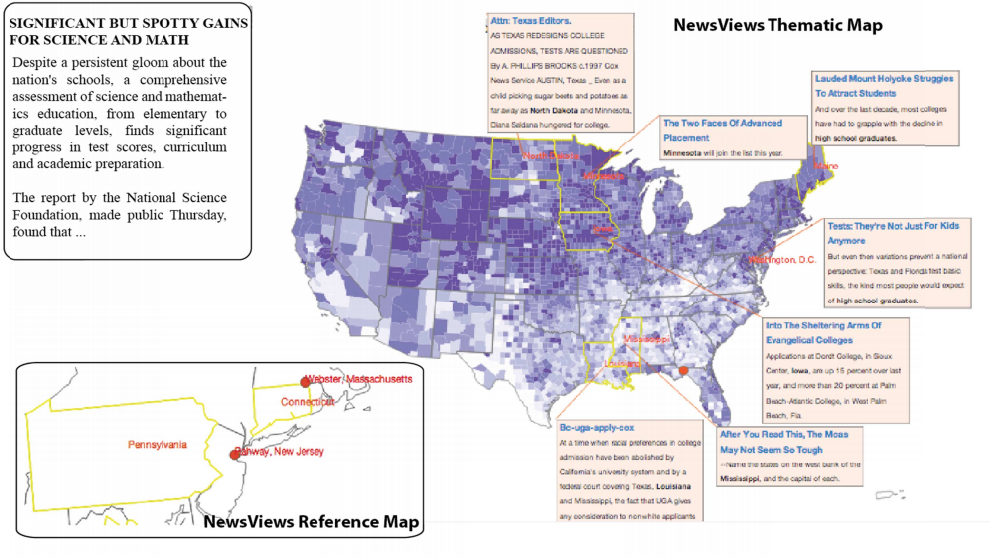 SIGNIFICANT BUT SPOTTY GAINS
FOR SCIENCE AND MATH
Despite a persistent gloom about the
nation's schools, a comprehensive
assessment of science and mathemat-
ics education, from elementary to
graduate levels, finds significant
progress in test scores, curriculum
and academic preparation.
The report by the National Science
Foundation, made public Thursday,
found that ...
NewsViews Thematic Map
Attn: Texas Editors.
AS TEXAS REDESIGNS COLLEGE
ADMISSIONS, TESTS ARE QUESTIONED
By A. PHILLIPS BROOKS c.1997 Cox
News Service AUSTIN, Texas _ Even as a
child picking sugar beets and potatoes as
far away as North Dakota and Minnesota,
Diana Saldana hungered for college.
The Two Faces Of Advanced
Placement
Minnesota will join the list this year.
Lauded Mount Holyoke Struggles
To Attract Students
And over the last decade, most colleges
have had to grapple with the decline in
high school graduates.
North Dakota
Minnesota
Iowa
Maine
Washington, D.C.
Mississippi
Louisiana
Tests: They're Not Just For Kids
Anymore
But even then variations prevent a national
perspective: Texas and Florida test basic
skills, the kind most people would expect
of high school graduates.
Into The Sheltering Arms Of
Evangelical Colleges
Applications at Dordt College, in Sioux
Center, Iowa, are up 15 percent over last
year, and more than 20 percent at Palm
Beach-Atlantic College, in West Palm
Beach, Fla.
Bc-uga-apply-cox
At a time when racial preferences in college
admission have been abolished by
California's university system and by a
federal court covering Texas, Louisiana
and Mississippi, the fact that UGA gives
any consideration to nonwhite applicants
After You Read This, The Mcas
May Not Seem So Tough
--Name the states on the west bank of the
Mississippi, and the capital of each.
Webster, Massachusetts
Connecticut
Pennsylvania
Rahway, New Jersey
NewsViews Reference Map